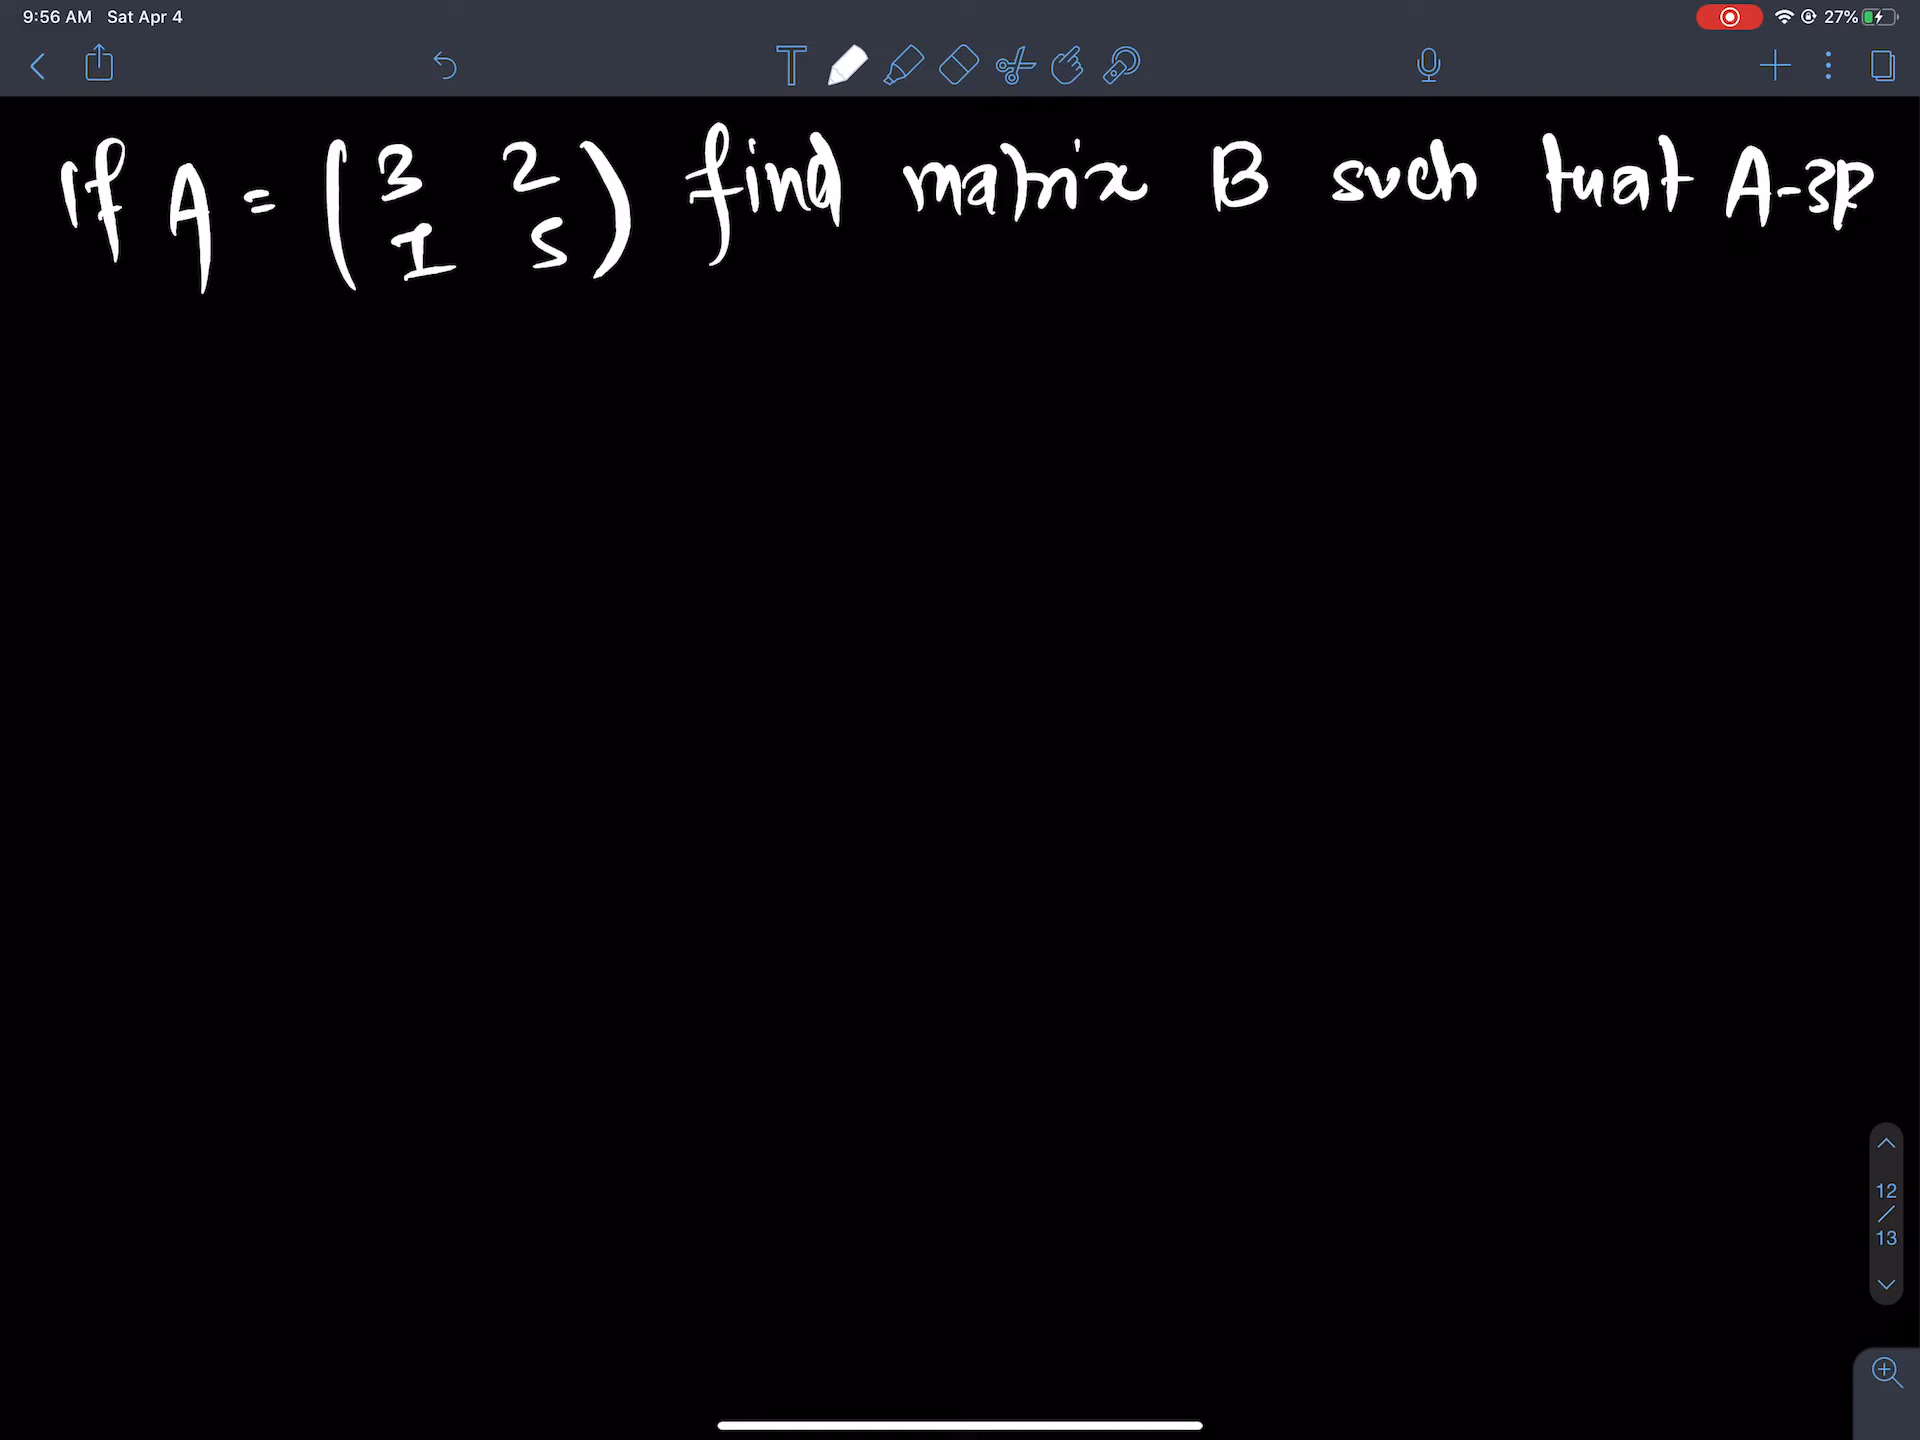 9:56 AM Sat Apr 4 27%
T
If A = ( 3 2 ) find matrix B such that A-3B
1 5
12
/
13